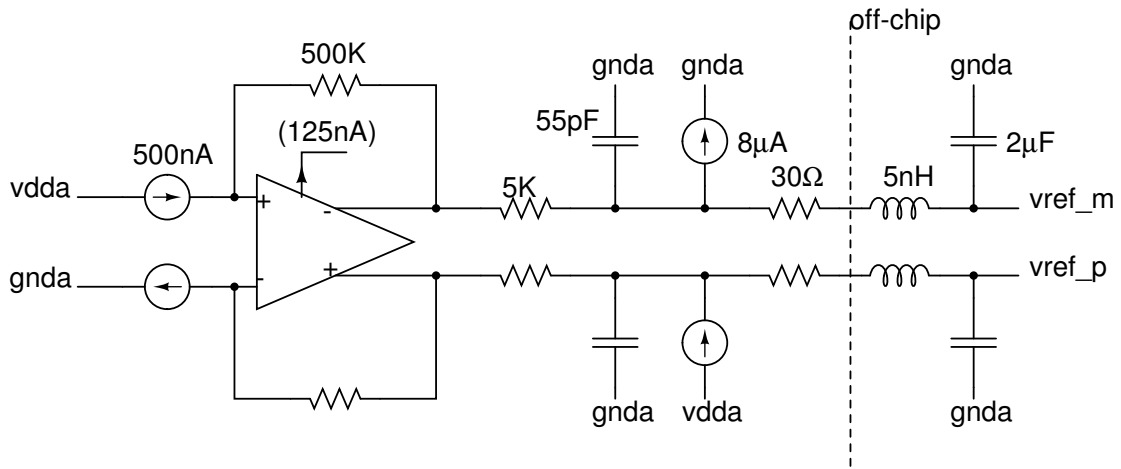 off-chip
500K
gnda gnda gnda
(125nA)
55pF
500nA 8µA 2µF
vdda 5K 30Ω 5nH
+ - vref_m
gnda - + vref_p
gnda vdda gnda